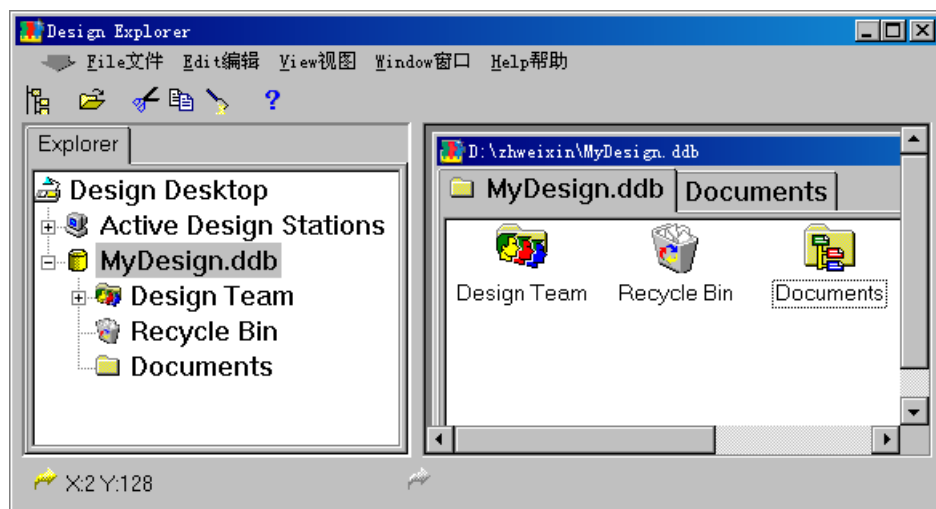 Design Explorer
File文件 Edit编辑 View视图 Window窗口 Help帮助
?
Explorer
Design Desktop
Active Design Stations
MyDesign.ddb
Design Team
Recycle Bin
Documents
D:\zhweixin\MyDesign.ddb
MyDesign.ddb Documents
Design Team Recycle Bin Documents
X:2 Y:128